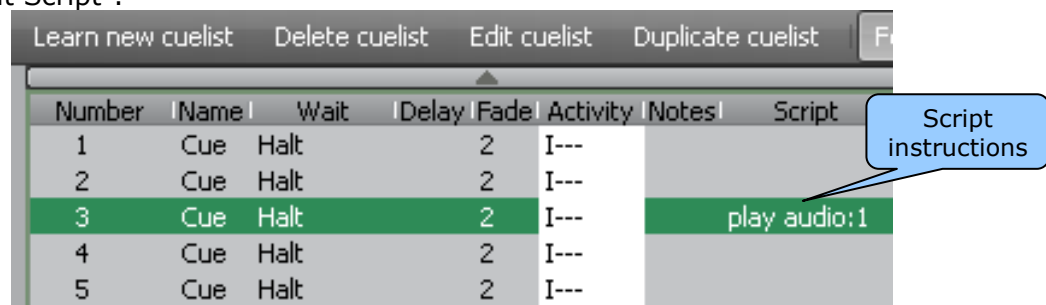 t Script".
Learn new cuelist Delete cuelist Edit cuelist Duplicate cuelist F
Number Name Wait Delay Fade Activity Notes Script
1 Cue Halt 2 I---
2 Cue Halt 2 I---
3 Cue Halt 2 I--- play audio:1
4 Cue Halt 2 I---
5 Cue Halt 2 I---
Script
instructions